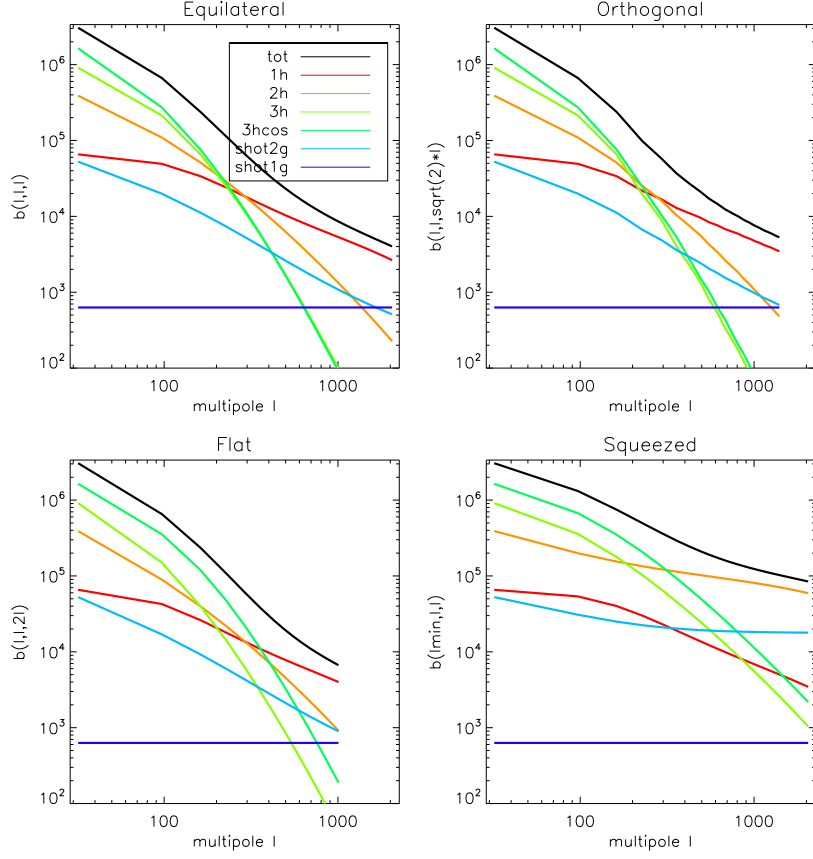 Equilateral
10^6
10^5
10^4
10^3
10^2
b(l,l,l)
tot
1h
2h
3h
3hcos
shot2g
shot1g
100
1000
multipole l
Orthogonal
10^6
10^5
10^4
10^3
10^2
b(l,l,sqrt(2)*l)
100
1000
multipole l
Flat
10^6
10^5
10^4
10^3
10^2
b(l,l,2l)
100
1000
multipole l
Squeezed
10^6
10^5
10^4
10^3
10^2
b(lmin,l,l)
100
1000
multipole l